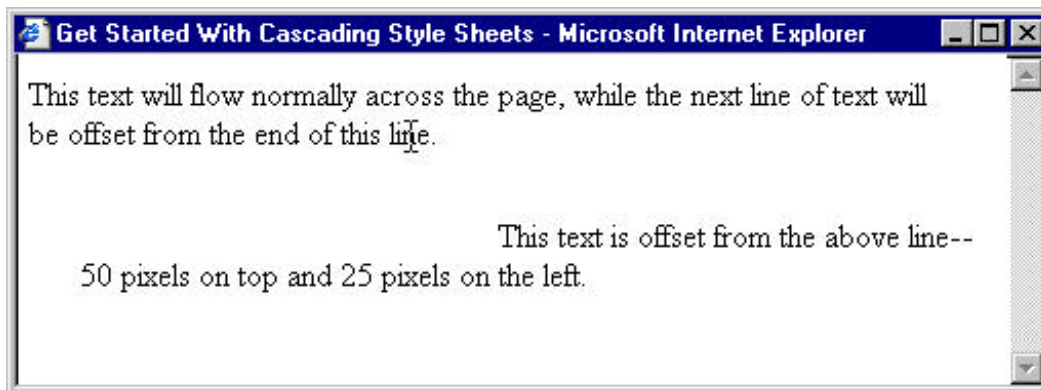 Get Started With Cascading Style Sheets - Microsoft Internet Explorer
This text will flow normally across the page, while the next line of text will
be offset from the end of this line.
This text is offset from the above line--
50 pixels on top and 25 pixels on the left.